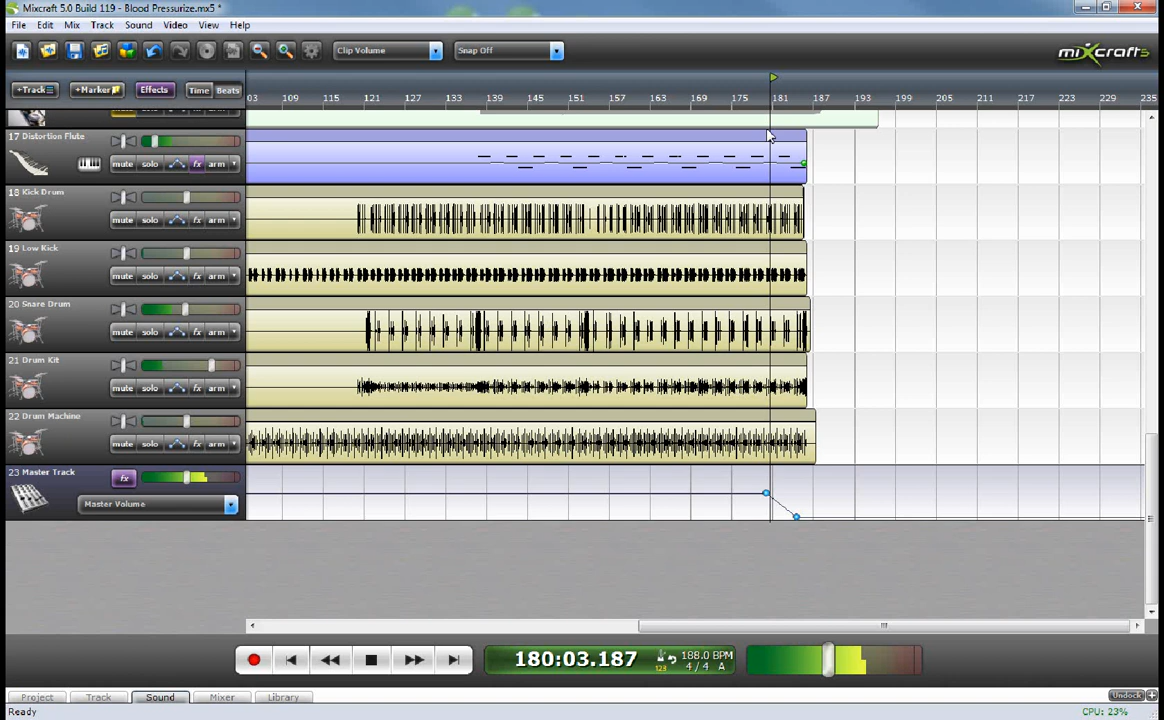 Mixcraft 5.0 Build 119 - Blood Pressurize.mx5 *
File Edit Mix Track Sound Video View Help
Clip Volume Snap Off mixcraft5
+Track +Marker Effects Time Beats
03 109 115 121 127 133 139 145 151 157 163 169 175 181 187 193 199 205 211 217 223 229 235
17 Distortion Flute
mute solo fx arm
18 Kick Drum
mute solo fx arm
19 Low Kick
mute solo fx arm
20 Snare Drum
mute solo fx arm
21 Drum Kit
mute solo fx arm
22 Drum Machine
mute solo fx arm
23 Master Track
fx
Master Volume
180:03.187 123 188.0 BPM
4 / 4 A
Project Track Sound Mixer Library Undock
Ready CPU: 23%